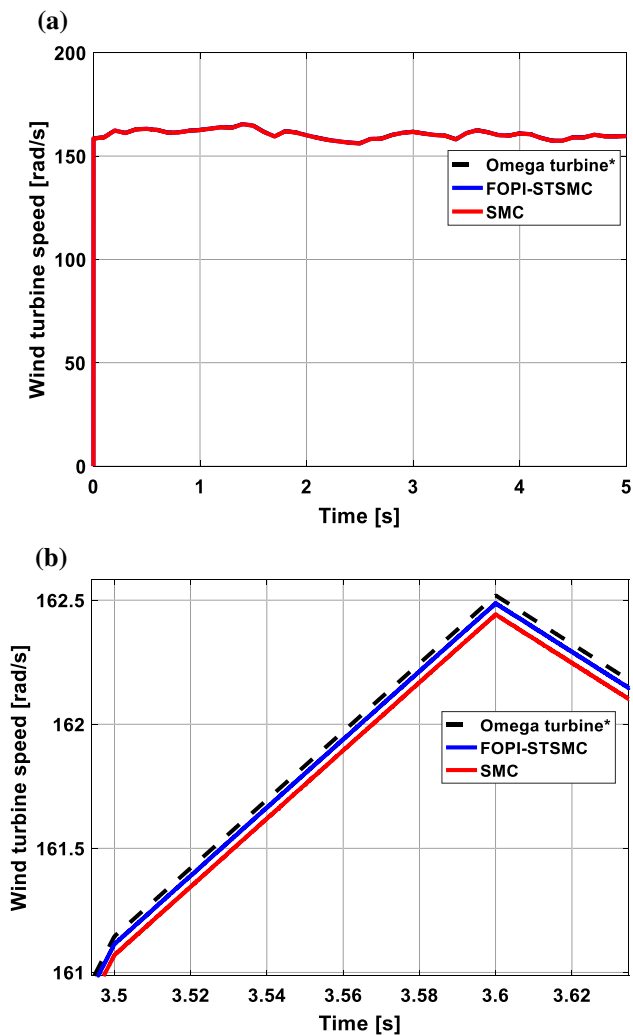 (a)
200
150
100
50
0
Wind turbine speed [rad/s]
Omega turbine*
FOPI-STSMC
SMC
0 1 2 3 4 5
Time [s]
(b)
162.5
162
161.5
161
Wind turbine speed [rad/s]
Omega turbine*
FOPI-STSMC
SMC
3.5 3.52 3.54 3.56 3.58 3.6 3.62
Time [s]